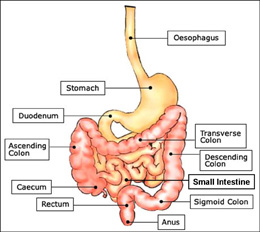 Oesophagus
Stomach
Duodenum
Transverse
Colon
Ascending
Colon
Descending
Colon
Small Intestine
Caecum
Rectum
Sigmoid Colon
Anus